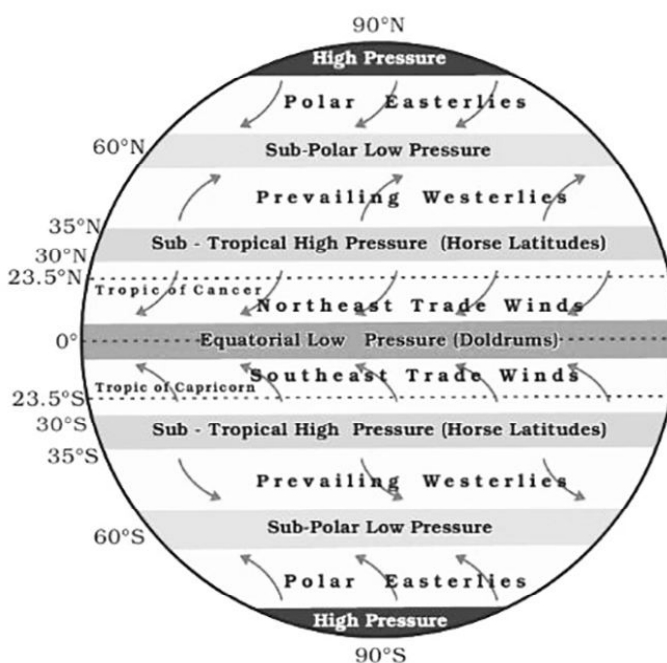 90°N
High Pressure
Polar Easterlies
60°N
Sub-Polar Low Pressure
Prevailing Westerlies
35°N
Sub - Tropical High Pressure (Horse Latitudes)
30°N
23.5°N
Tropic of Cancer
Northeast Trade Winds
0°
Equatorial Low Pressure (Doldrums)
Southeast Trade Winds
Tropic of Capricorn
23.5°S
30°S
Sub - Tropical High Pressure (Horse Latitudes)
35°S
Prevailing Westerlies
60°S
Sub-Polar Low Pressure
Polar Easterlies
High Pressure
90°S